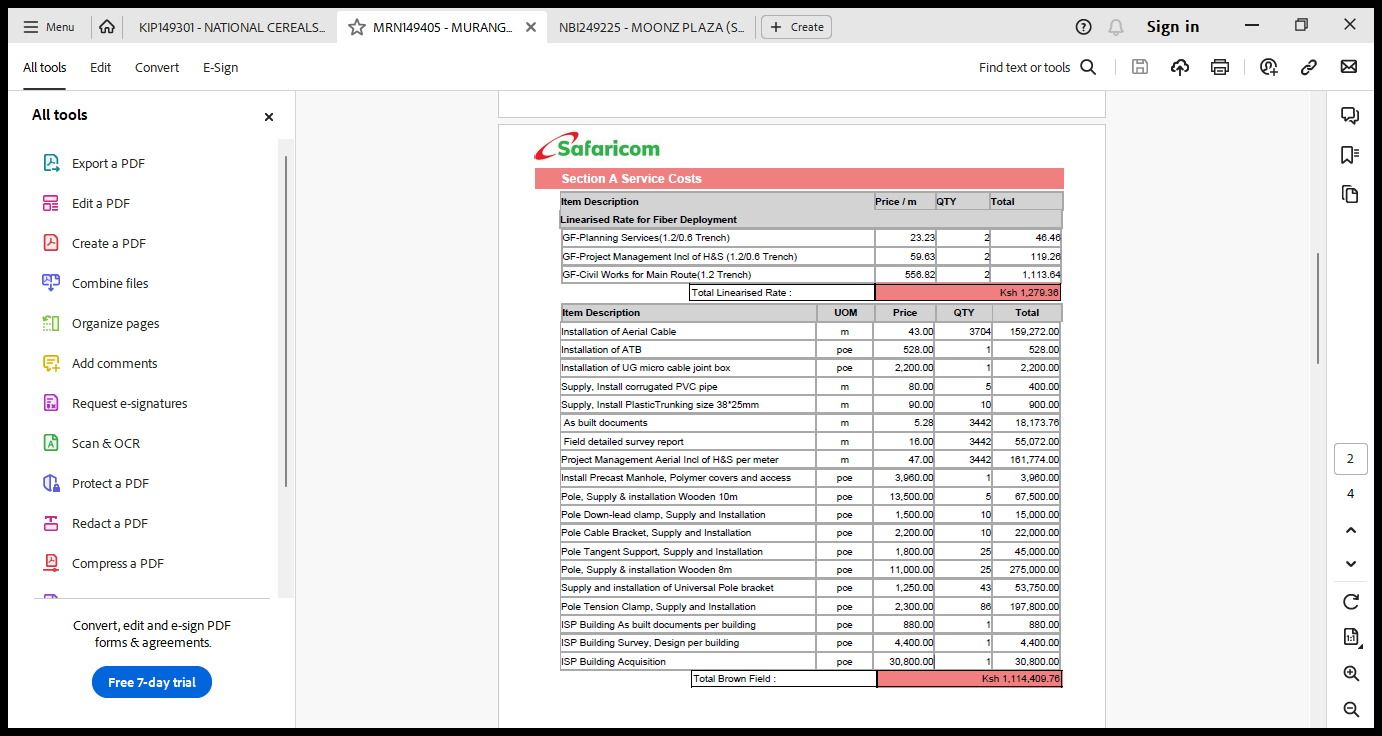 Menu
KIP149301 - NATIONAL CEREALS...
MRN149405 - MURANG...
NBI249225 - MOONZ PLAZA (S...
+ Create
Sign in
All tools
Edit
Convert
E-Sign
Find text or tools
All tools
Export a PDF
Edit a PDF
Create a PDF
Combine files
Organize pages
Add comments
Request e-signatures
Scan & OCR
Protect a PDF
Redact a PDF
Compress a PDF
Convert, edit and e-sign PDF
forms & agreements.
Free 7-day trial
Safaricom
Section A Service Costs
Item Description Price / m QTY Total
Linearised Rate for Fiber Deployment
GF-Planning Services(1.2/0.6 Trench) 23.23 2 46.46
GF-Project Management Incl of H&S (1.2/0.6 Trench) 59.63 2 119.26
GF-Civil Works for Main Route(1.2 Trench) 556.82 2 1,113.64
Total Linearised Rate : Ksh 1,279.36
Item Description UOM Price QTY Total
Installation of Aerial Cable m 43.00 3704 159,272.00
Installation of ATB pce 528.00 1 528.00
Installation of UG micro cable joint box pce 2,200.00 1 2,200.00
Supply, Install corrugated PVC pipe m 80.00 5 400.00
Supply, Install PlasticTrunking size 38*25mm m 90.00 10 900.00
As built documents m 5.28 3442 18,173.76
Field detailed survey report m 16.00 3442 55,072.00
Project Management Aerial Incl of H&S per meter m 47.00 3442 161,774.00
Install Precast Manhole, Polymer covers and access pce 3,960.00 1 3,960.00
Pole, Supply & installation Wooden 10m pce 13,500.00 5 67,500.00
Pole Down-lead clamp, Supply and Installation pce 1,500.00 10 15,000.00
Pole Cable Bracket, Supply and Installation pce 2,200.00 10 22,000.00
Pole Tangent Support, Supply and Installation pce 1,800.00 25 45,000.00
Pole, Supply & installation Wooden 8m pce 11,000.00 25 275,000.00
Supply and installation of Universal Pole bracket pce 1,250.00 43 53,750.00
Pole Tension Clamp, Supply and Installation pce 2,300.00 86 197,800.00
ISP Building As built documents per building pce 880.00 1 880.00
ISP Building Survey, Design per building pce 4,400.00 1 4,400.00
ISP Building Acquisition pce 30,800.00 1 30,800.00
Total Brown Field : Ksh 1,114,409.76
2
4
1:1